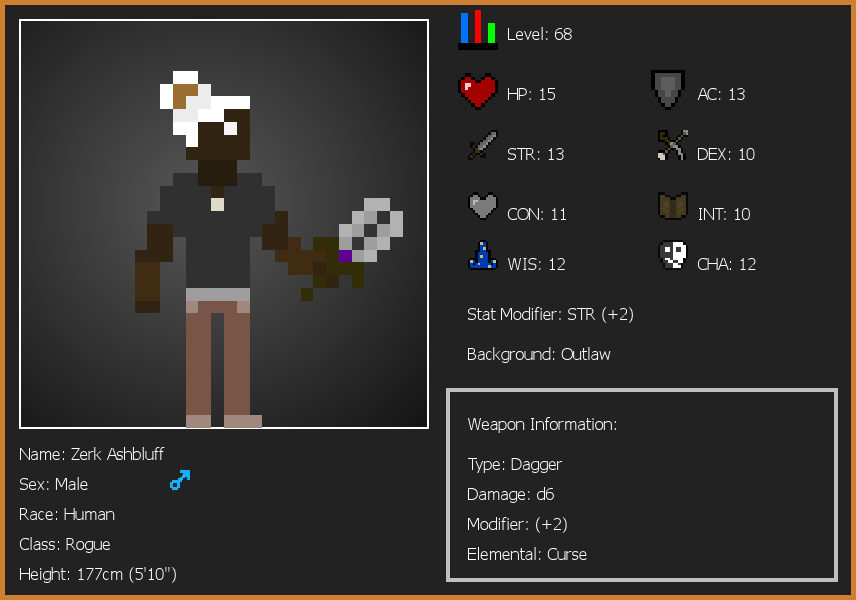 Level: 68
HP: 15 AC: 13
STR: 13 DEX: 10
CON: 11 INT: 10
WIS: 12 CHA: 12
Stat Modifier: STR (+2)
Background: Outlaw
Weapon Information:
Type: Dagger
Damage: d6
Modifier: (+2)
Elemental: Curse
Name: Zerk Ashbluff
Sex: Male
Race: Human
Class: Rogue
Height: 177cm (5'10")